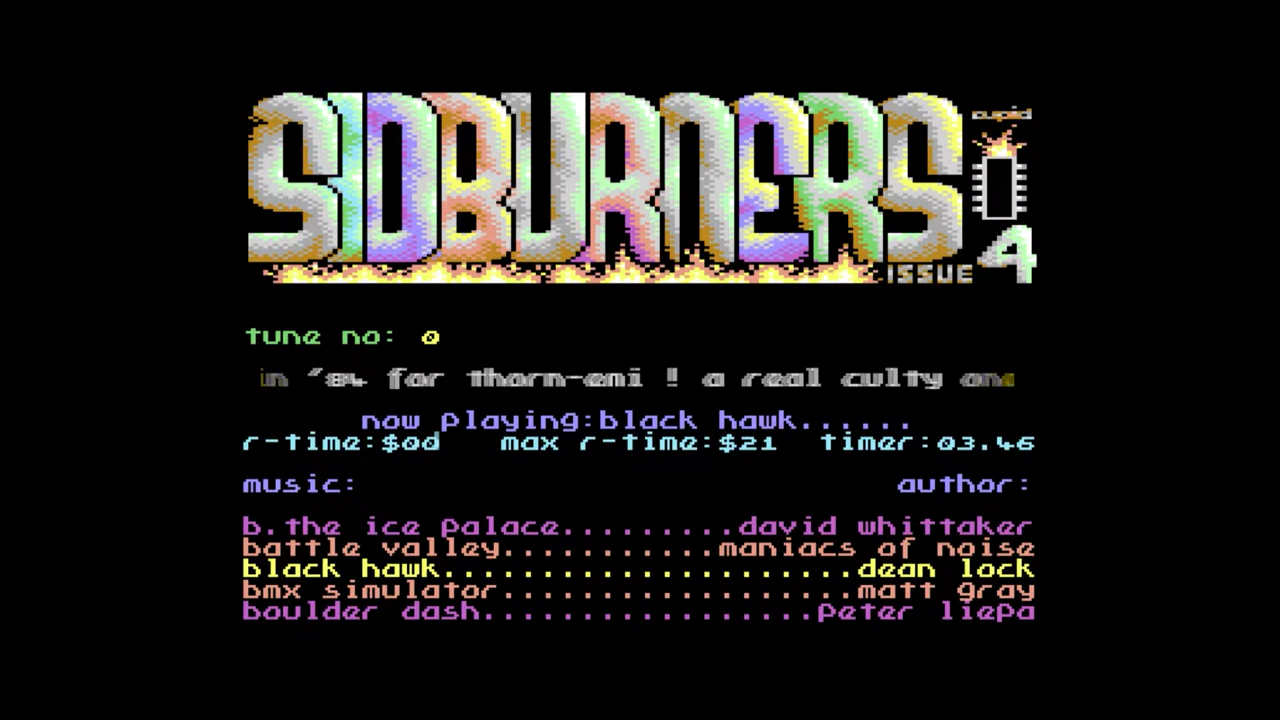 SIDBURNERS
cupid
ISSUE 4
tune no: 0
in '84 for thorn-emi ! a real culty one
now playing:black hawk......
r-time:$0d max r-time:$21 timer:03.46
music: author:
b.the ice palace.........david whittaker
battle valley...........maniacs of noise
black hawk.....................dean lock
bmx simulator..................matt gray
boulder dash.................peter liepa